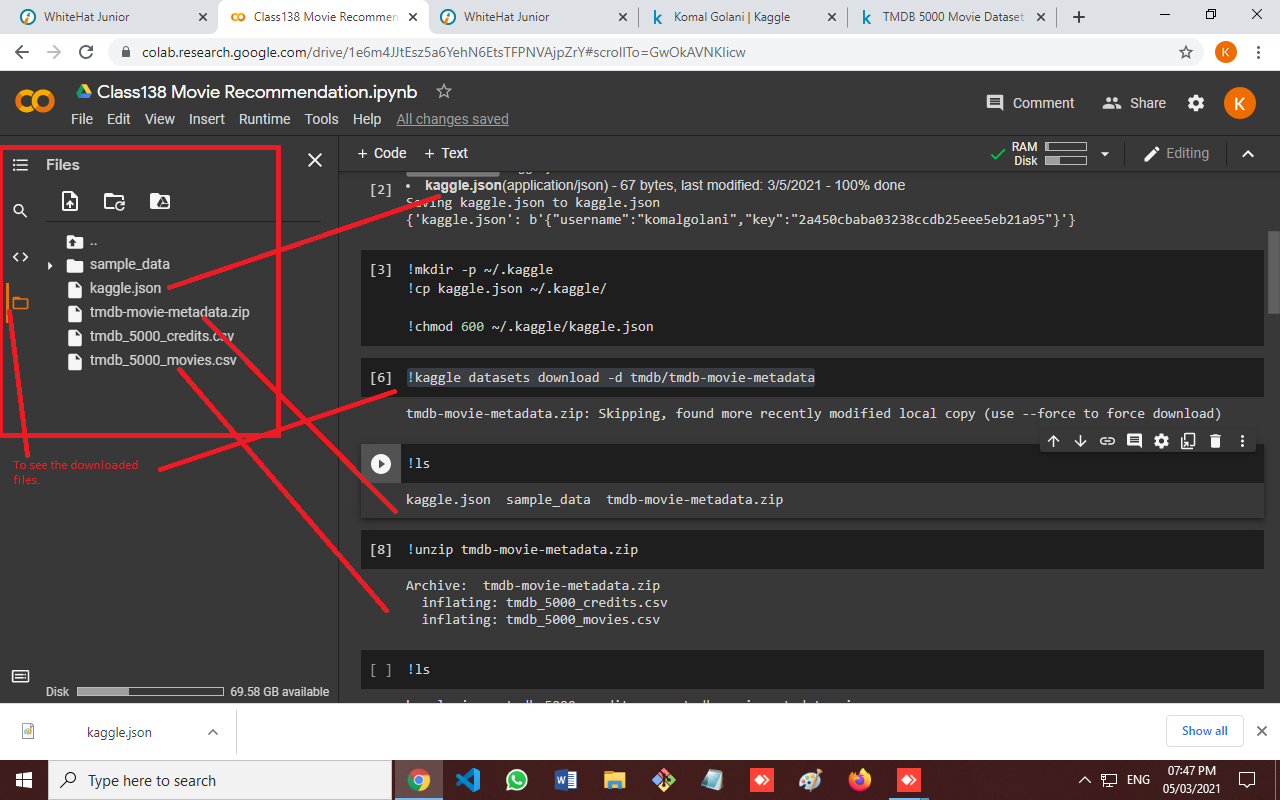 WhiteHat Junior
Class138 Movie Recommen
WhiteHat Junior
Komal Golani | Kaggle
TMDB 5000 Movie Dataset
colab.research.google.com/drive/1e6m4JJtEsz5a6YehN6EtsTFPNVAjpZrY#scrollTo=GwOkAVNKIicw
K
Class138 Movie Recommendation.ipynb
File Edit View Insert Runtime Tools Help All changes saved
Comment
Share
K
Files
+ Code + Text
RAM
Disk
Editing
..
sample_data
kaggle.json
tmdb-movie-metadata.zip
tmdb_5000_credits.csv
tmdb_5000_movies.csv
To see the downloaded
files.
Disk 69.58 GB available
[2] • kaggle.json(application/json) - 67 bytes, last modified: 3/5/2021 - 100% done
Saving kaggle.json to kaggle.json
{'kaggle.json': b'{"username":"komalgolani","key":"2a450cbaba03238ccdb25eee5eb21a95"}'}
[3] !mkdir -p ~/.kaggle
!cp kaggle.json ~/.kaggle/
!chmod 600 ~/.kaggle/kaggle.json
[6] !kaggle datasets download -d tmdb/tmdb-movie-metadata
tmdb-movie-metadata.zip: Skipping, found more recently modified local copy (use --force to force download)
!ls
kaggle.json sample_data tmdb-movie-metadata.zip
[8] !unzip tmdb-movie-metadata.zip
Archive: tmdb-movie-metadata.zip
inflating: tmdb_5000_credits.csv
inflating: tmdb_5000_movies.csv
[ ] !ls
kaggle.json
Show all
Type here to search
ENG
07:47 PM
05/03/2021